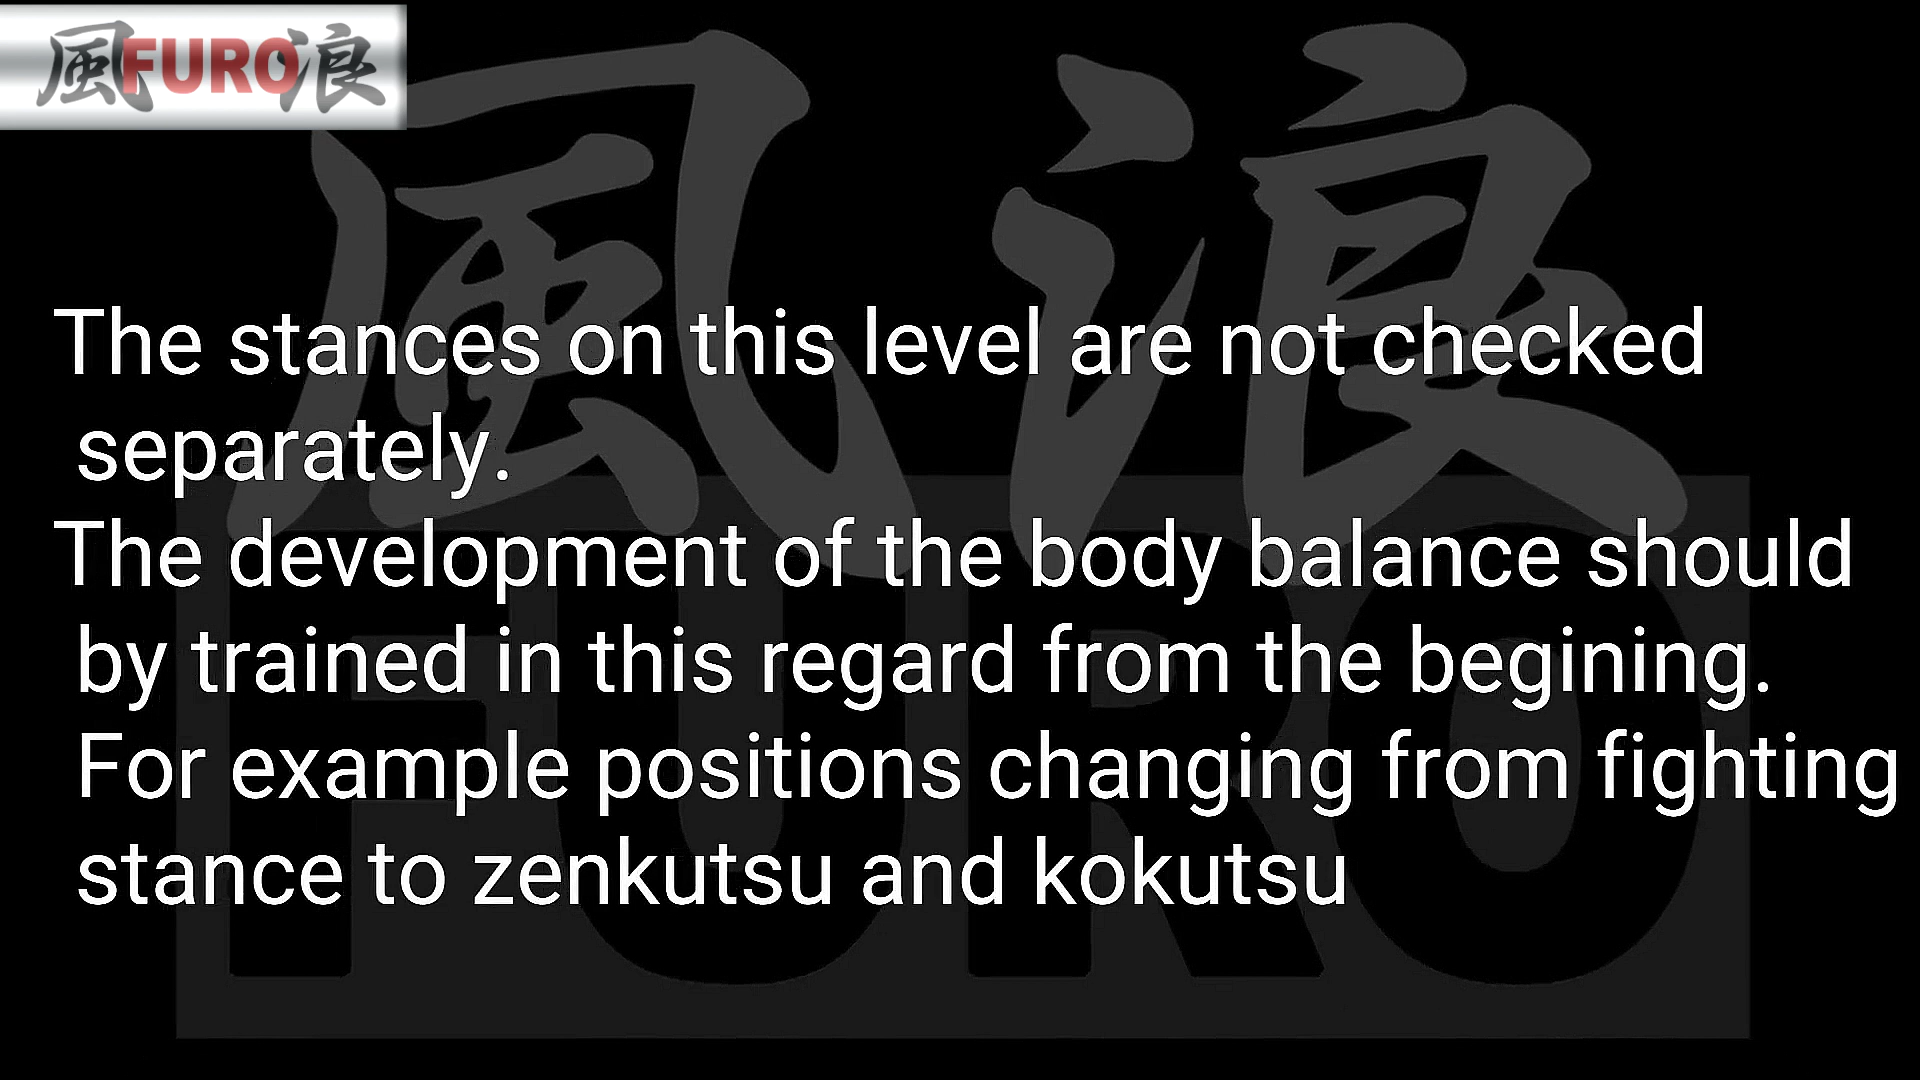 風FURO浪
風 浪
FURO
The stances on this level are not checked
separately.
The development of the body balance should
by trained in this regard from the begining.
For example positions changing from fighting
stance to zenkutsu and kokutsu